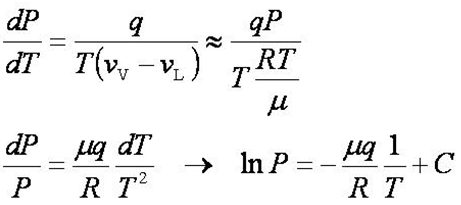 dP/dT = q/(T(v_V − v_L)) ≈ qP/(T RT/μ)
dP/P = μq/R dT/T² → ln P = −μq/R 1/T + C